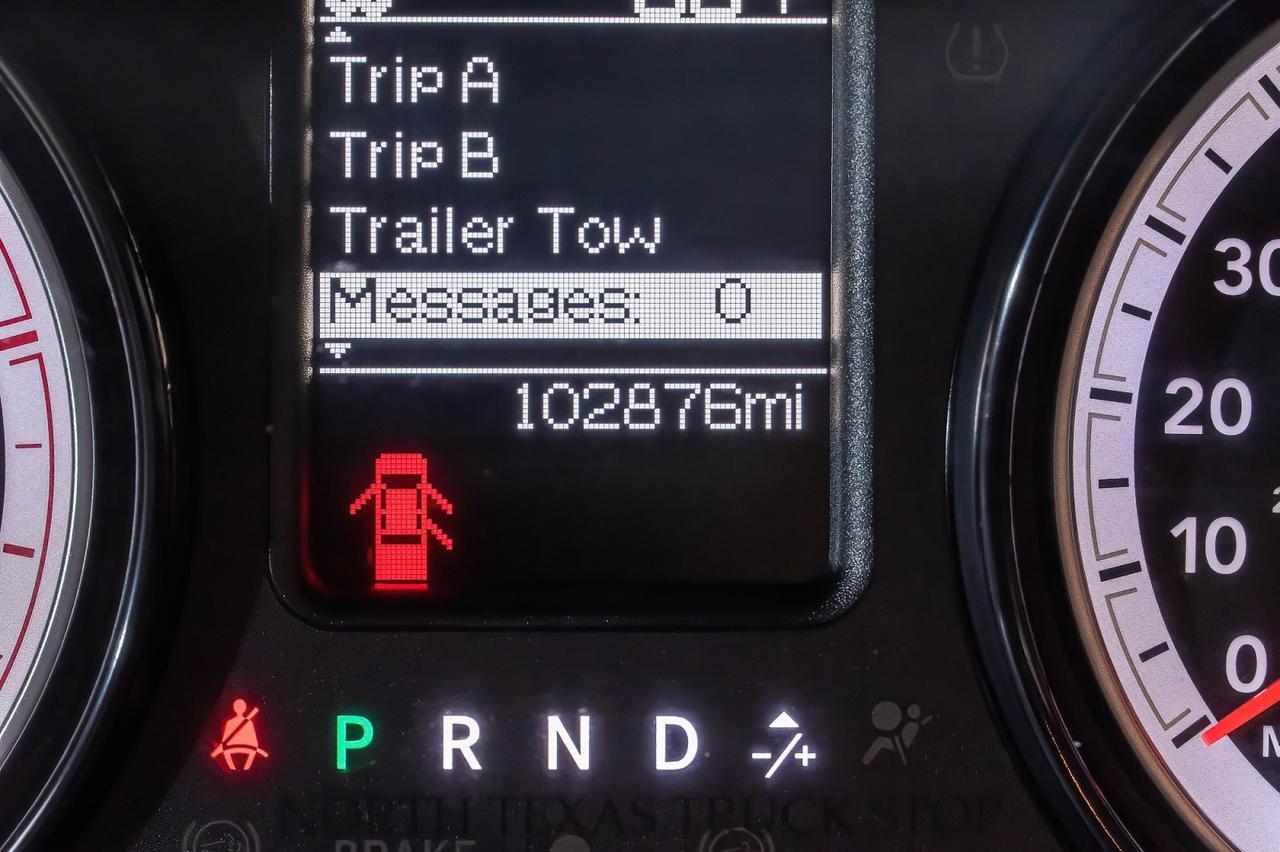 Trip A
Trip B
Trailer Tow
Messages: 0
102876mi
30
20
10
0
P R N D -/+
NORTH TEXAS TRUCK STOP
BRAKE